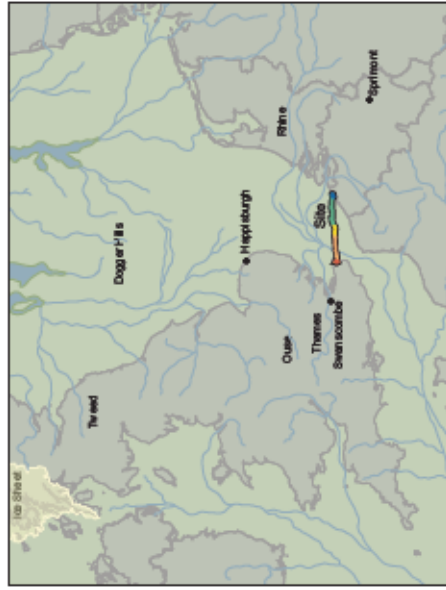 Ice Sheet
Tweed
Dogger Hills
Happisburgh
Ouse
Rhine
Thames
Swanscombe
Site
Sprimont